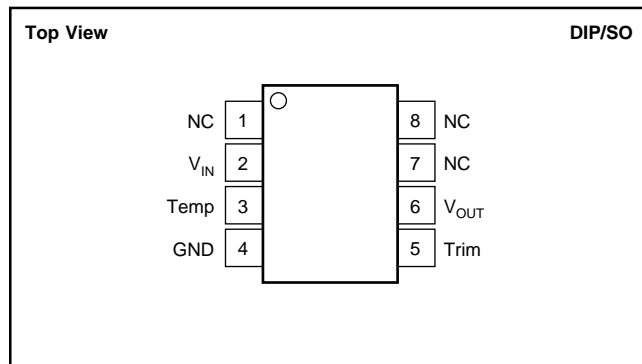 Top View DIP/SO
NC 1 8 NC
V_IN 2 7 NC
Temp 3 6 V_OUT
GND 4 5 Trim